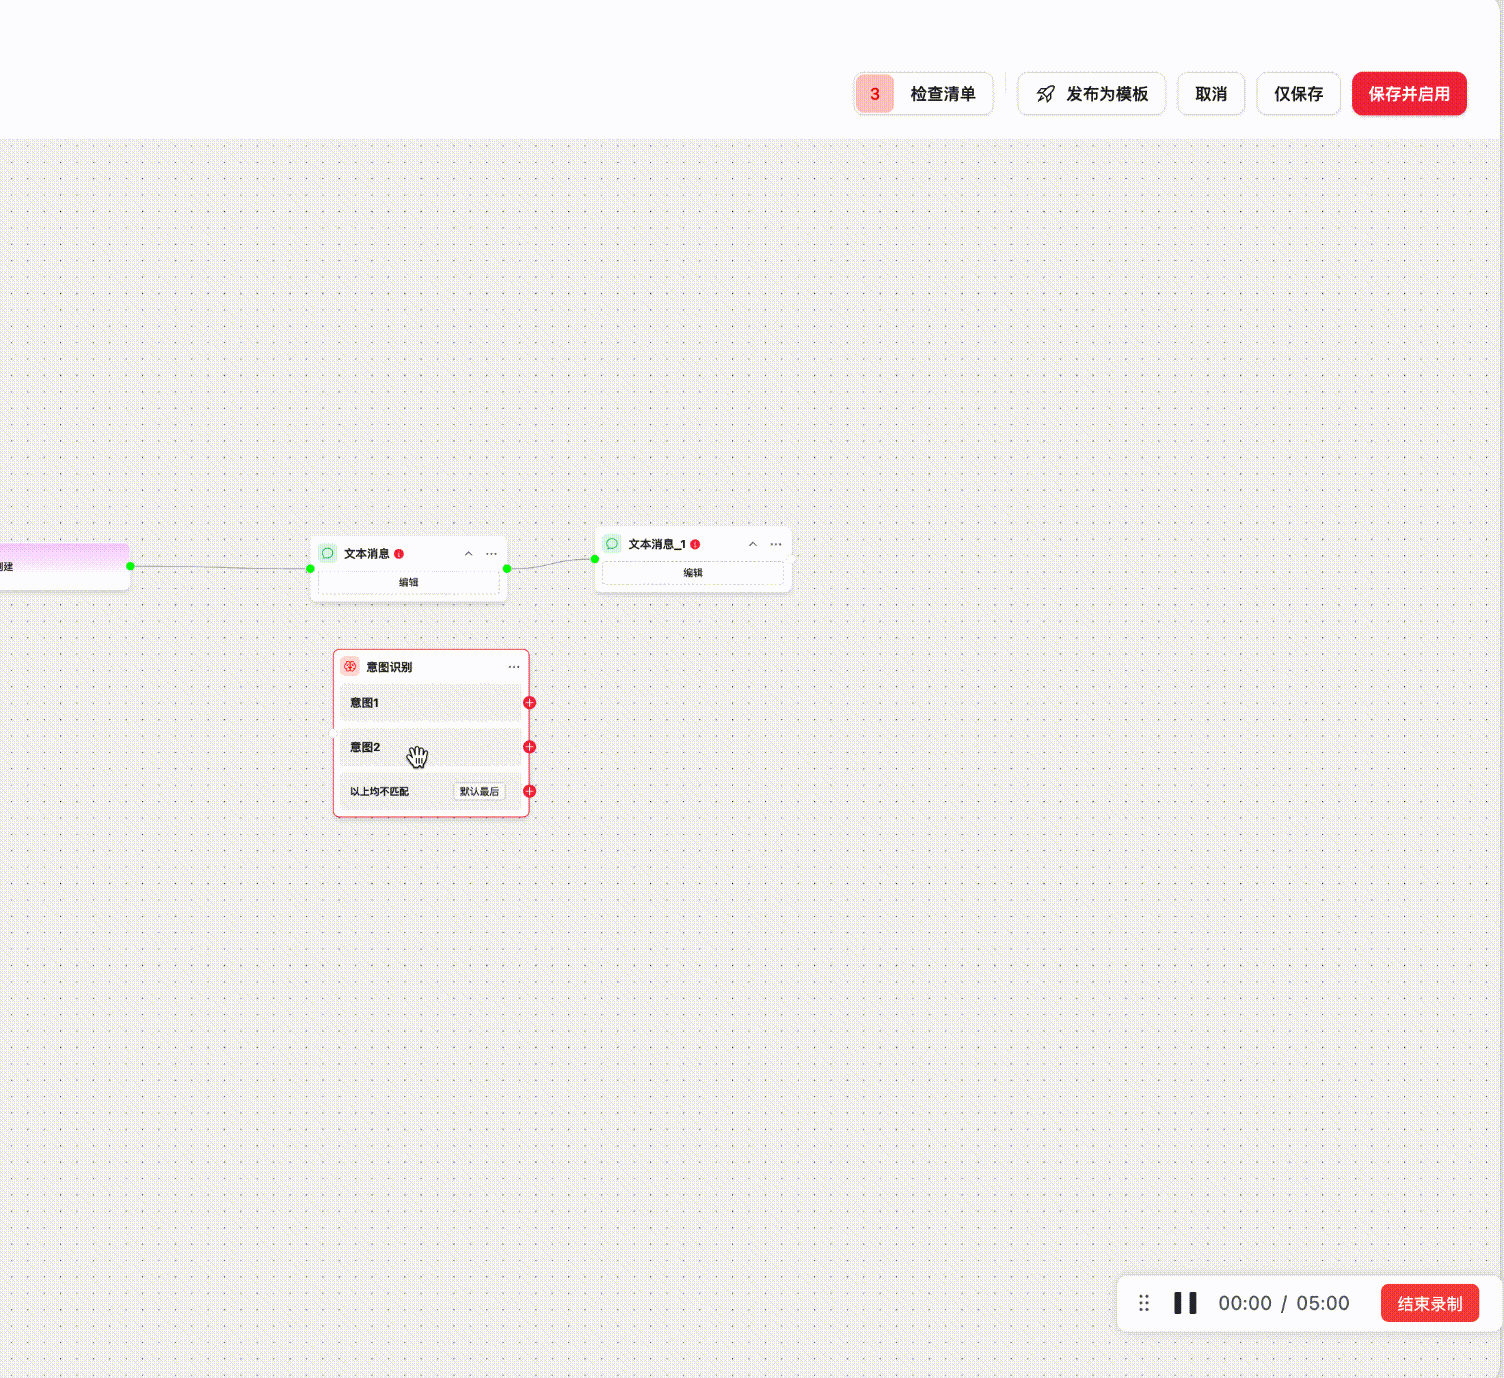 3 检查清单 发布为模板 取消 仅保存 保存并启用
创建
文本消息
编辑
文本消息_1
编辑
意图识别
意图1
意图2
以上均不匹配 默认最后
00:00 / 05:00 结束录制